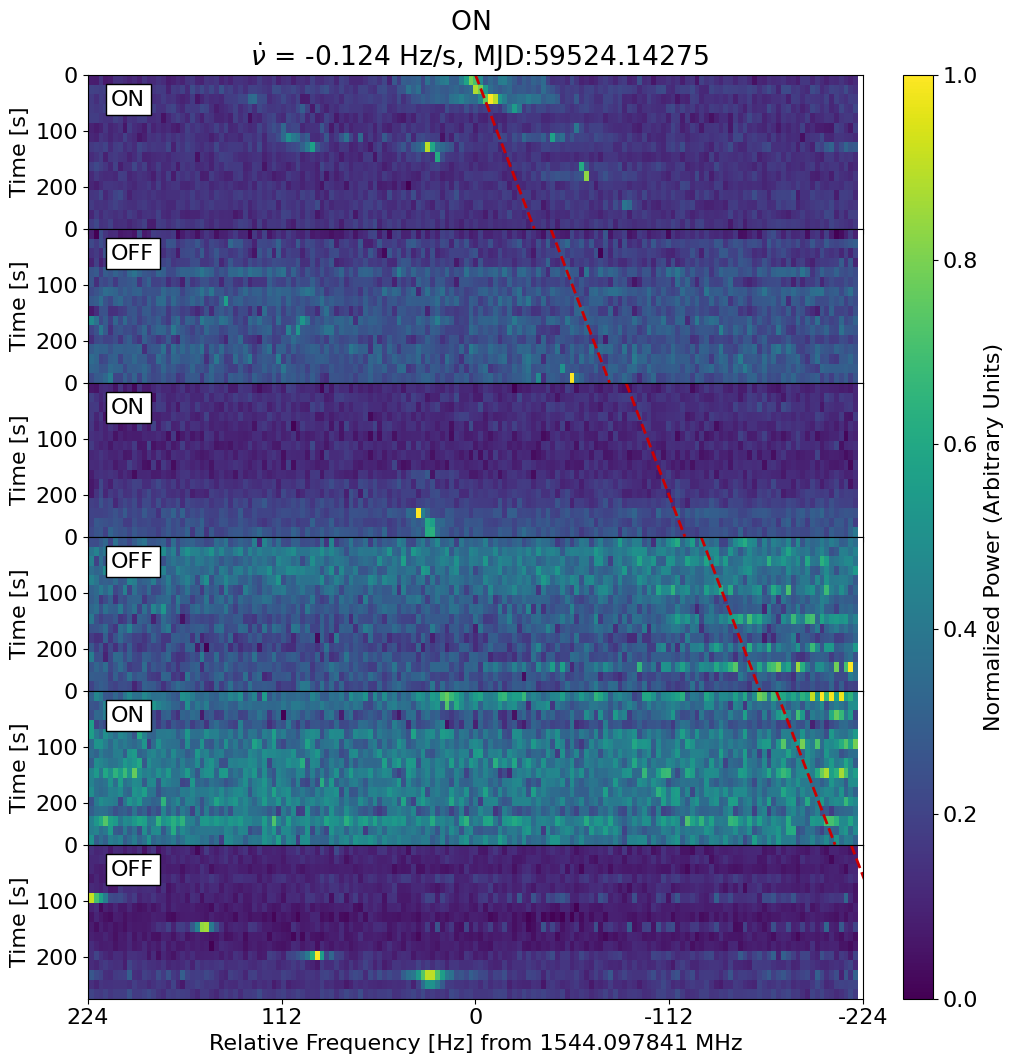 ON
ν̇ = -0.124 Hz/s, MJD:59524.14275
0
ON
100
200
Time [s]
0
OFF
100
200
Time [s]
0
ON
100
200
Time [s]
0
OFF
100
200
Time [s]
0
ON
100
200
Time [s]
0
OFF
100
200
Time [s]
224 112 0 -112 -224
Relative Frequency [Hz] from 1544.097841 MHz
1.0
0.8
0.6
0.4
0.2
0.0
Normalized Power (Arbitrary Units)